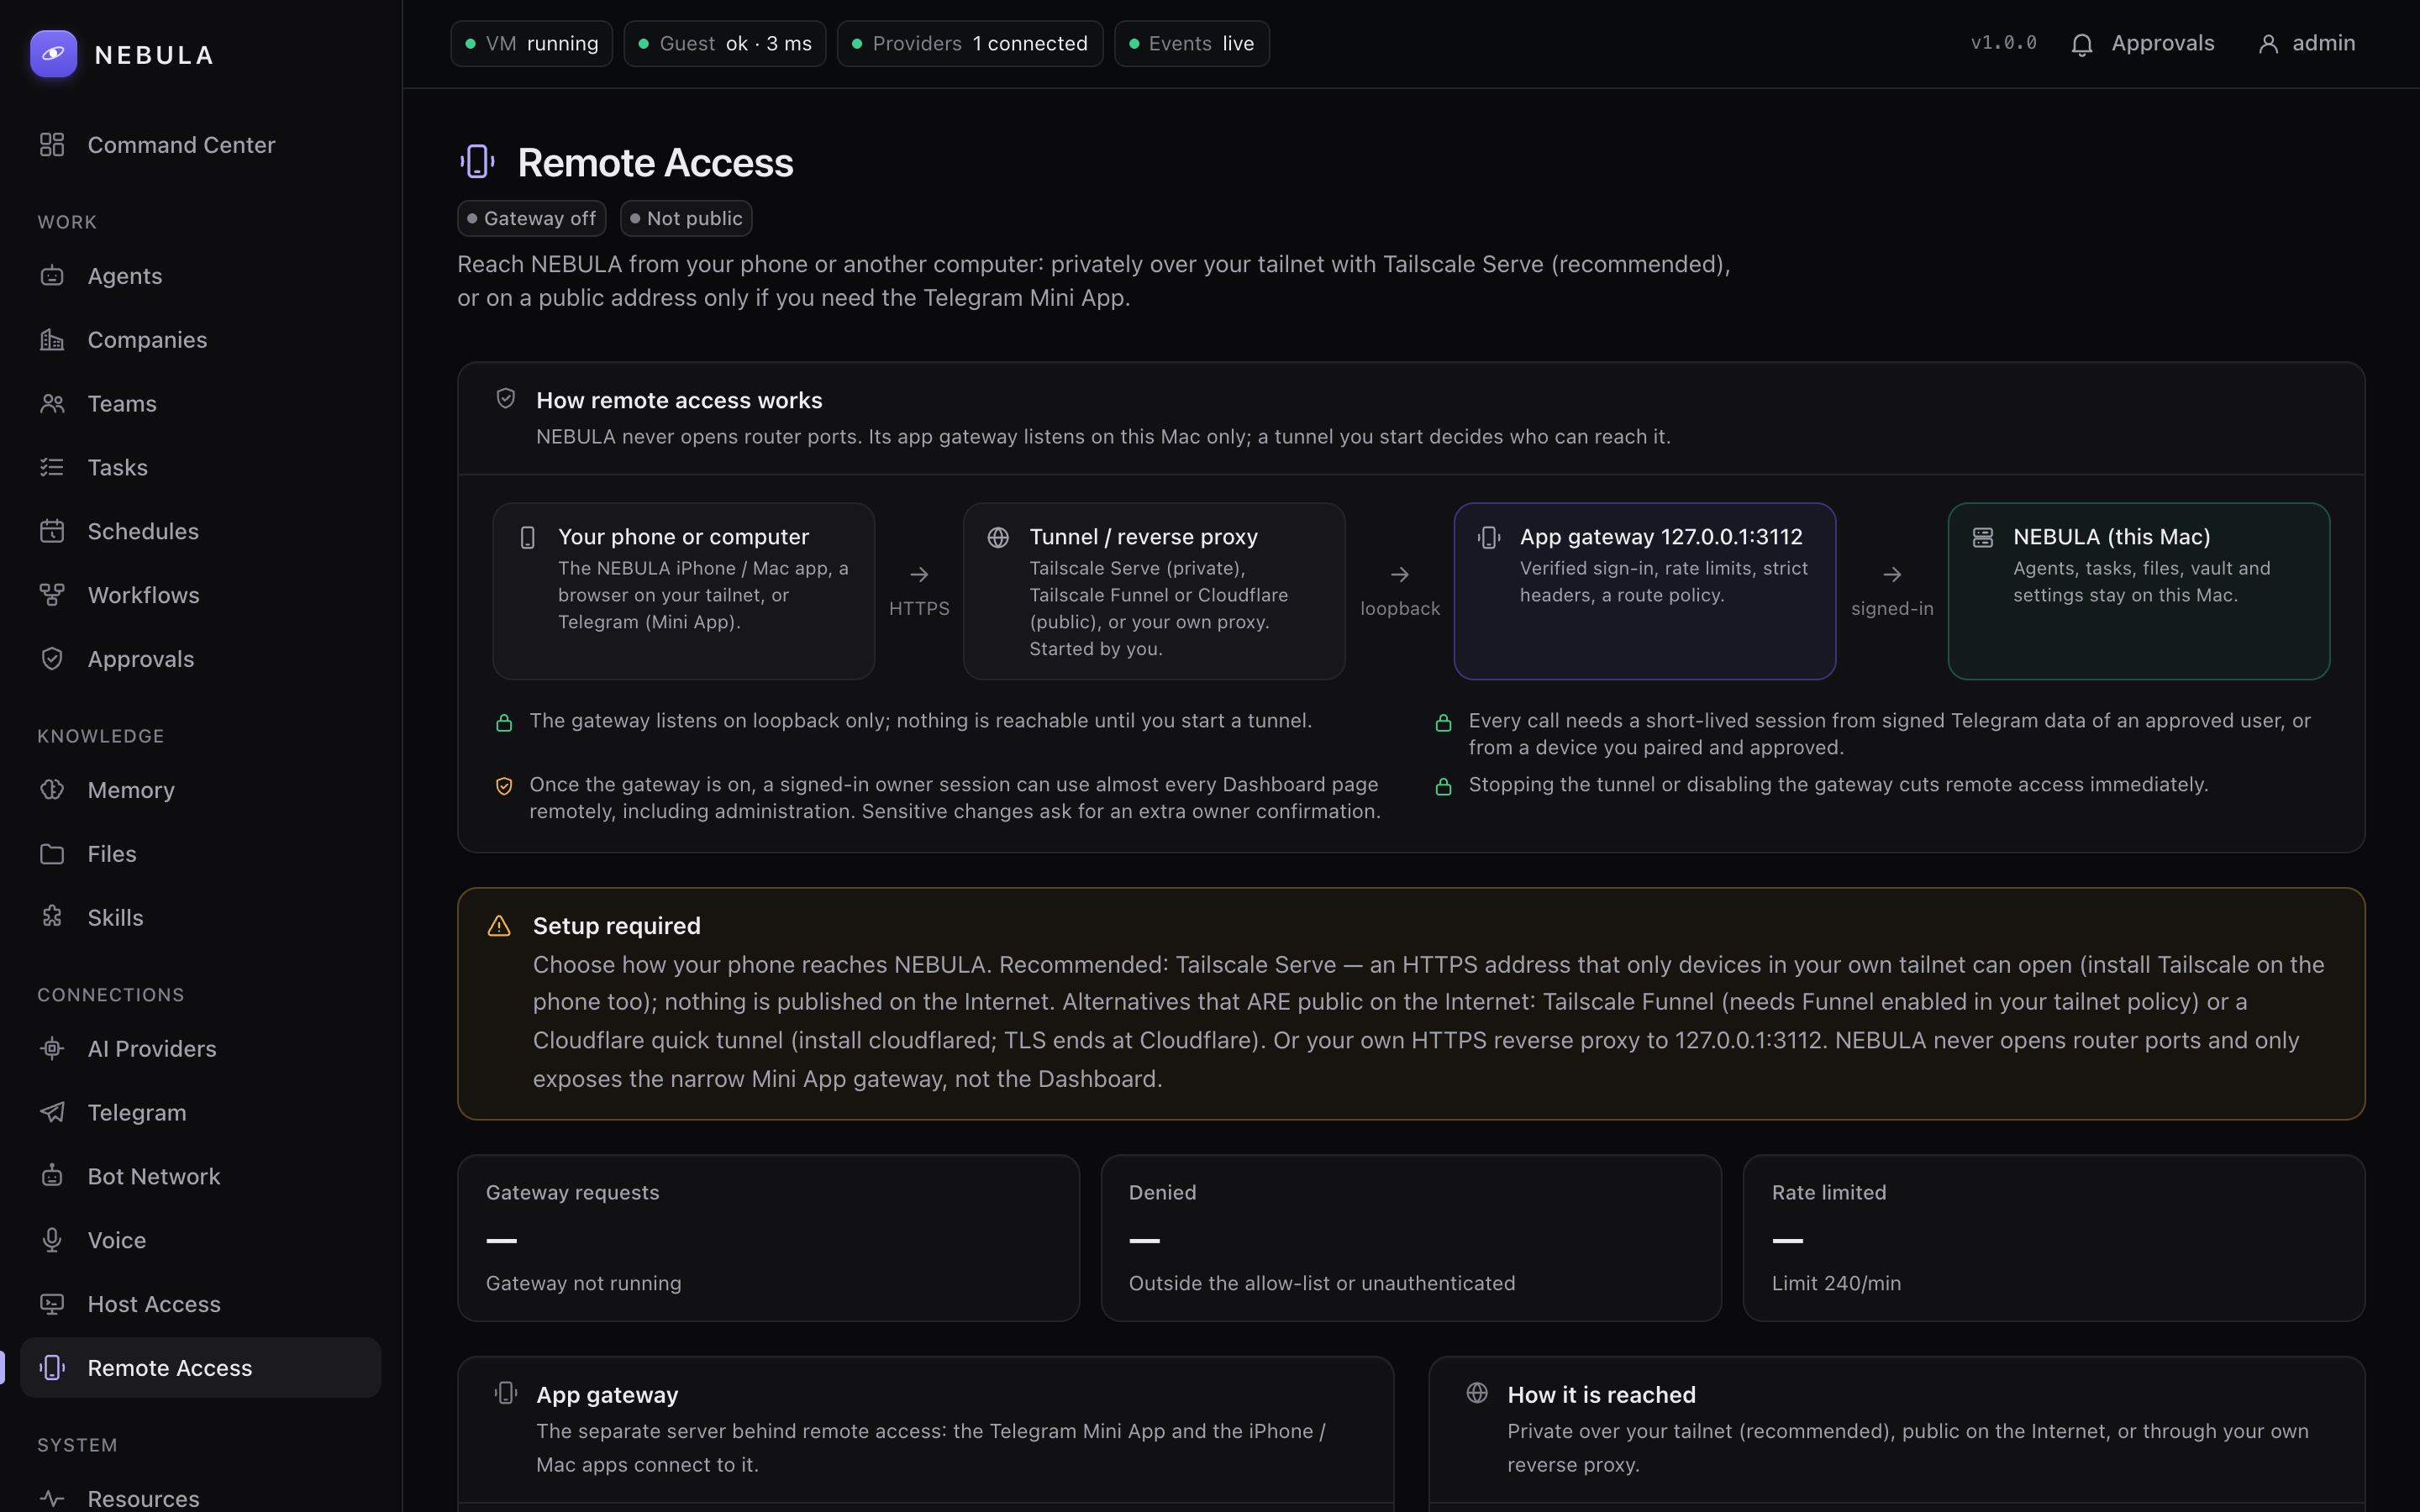 NEBULA
VM running
Guest ok · 3 ms
Providers 1 connected
Events live
v1.0.0
Approvals
admin
Command Center
WORK
Agents
Companies
Teams
Tasks
Schedules
Workflows
Approvals
KNOWLEDGE
Memory
Files
Skills
CONNECTIONS
AI Providers
Telegram
Bot Network
Voice
Host Access
Remote Access
SYSTEM
Resources
Remote Access
Gateway off
Not public
Reach NEBULA from your phone or another computer: privately over your tailnet with Tailscale Serve (recommended),
or on a public address only if you need the Telegram Mini App.
How remote access works
NEBULA never opens router ports. Its app gateway listens on this Mac only; a tunnel you start decides who can reach it.
Your phone or computer
The NEBULA iPhone / Mac app, a
browser on your tailnet, or
Telegram (Mini App).
→
HTTPS
Tunnel / reverse proxy
Tailscale Serve (private),
Tailscale Funnel or Cloudflare
(public), or your own proxy.
Started by you.
→
loopback
App gateway 127.0.0.1:3112
Verified sign-in, rate limits, strict
headers, a route policy.
→
signed-in
NEBULA (this Mac)
Agents, tasks, files, vault and
settings stay on this Mac.
The gateway listens on loopback only; nothing is reachable until you start a tunnel.
Every call needs a short-lived session from signed Telegram data of an approved user, or
from a device you paired and approved.
Once the gateway is on, a signed-in owner session can use almost every Dashboard page
remotely, including administration. Sensitive changes ask for an extra owner confirmation.
Stopping the tunnel or disabling the gateway cuts remote access immediately.
Setup required
Choose how your phone reaches NEBULA. Recommended: Tailscale Serve — an HTTPS address that only devices in your own tailnet can open (install Tailscale on the
phone too); nothing is published on the Internet. Alternatives that ARE public on the Internet: Tailscale Funnel (needs Funnel enabled in your tailnet policy) or a
Cloudflare quick tunnel (install cloudflared; TLS ends at Cloudflare). Or your own HTTPS reverse proxy to 127.0.0.1:3112. NEBULA never opens router ports and only
exposes the narrow Mini App gateway, not the Dashboard.
Gateway requests
—
Gateway not running
Denied
—
Outside the allow-list or unauthenticated
Rate limited
—
Limit 240/min
App gateway
The separate server behind remote access: the Telegram Mini App and the iPhone /
Mac apps connect to it.
How it is reached
Private over your tailnet (recommended), public on the Internet, or through your own
reverse proxy.